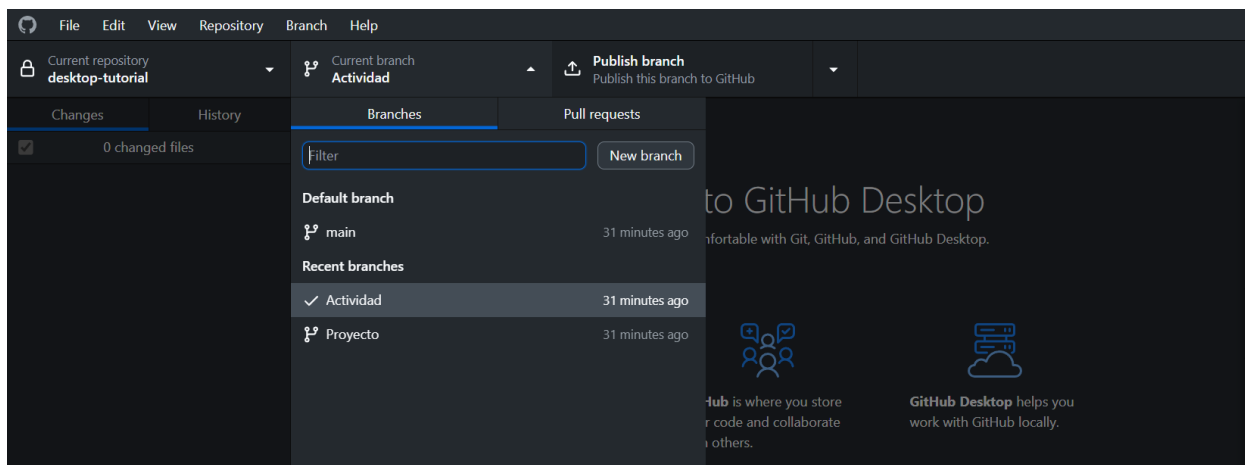 File Edit View Repository Branch Help
Current repository
desktop-tutorial
Current branch
Actividad
Publish branch
Publish this branch to GitHub
Changes History
0 changed files
Branches Pull requests
Filter
New branch
Default branch
main 31 minutes ago
Recent branches
Actividad 31 minutes ago
Proyecto 31 minutes ago
to GitHub Desktop
with Git, GitHub, and GitHub Desktop.
is where you store
code and collaborate
others.
GitHub Desktop helps you
work with GitHub locally.